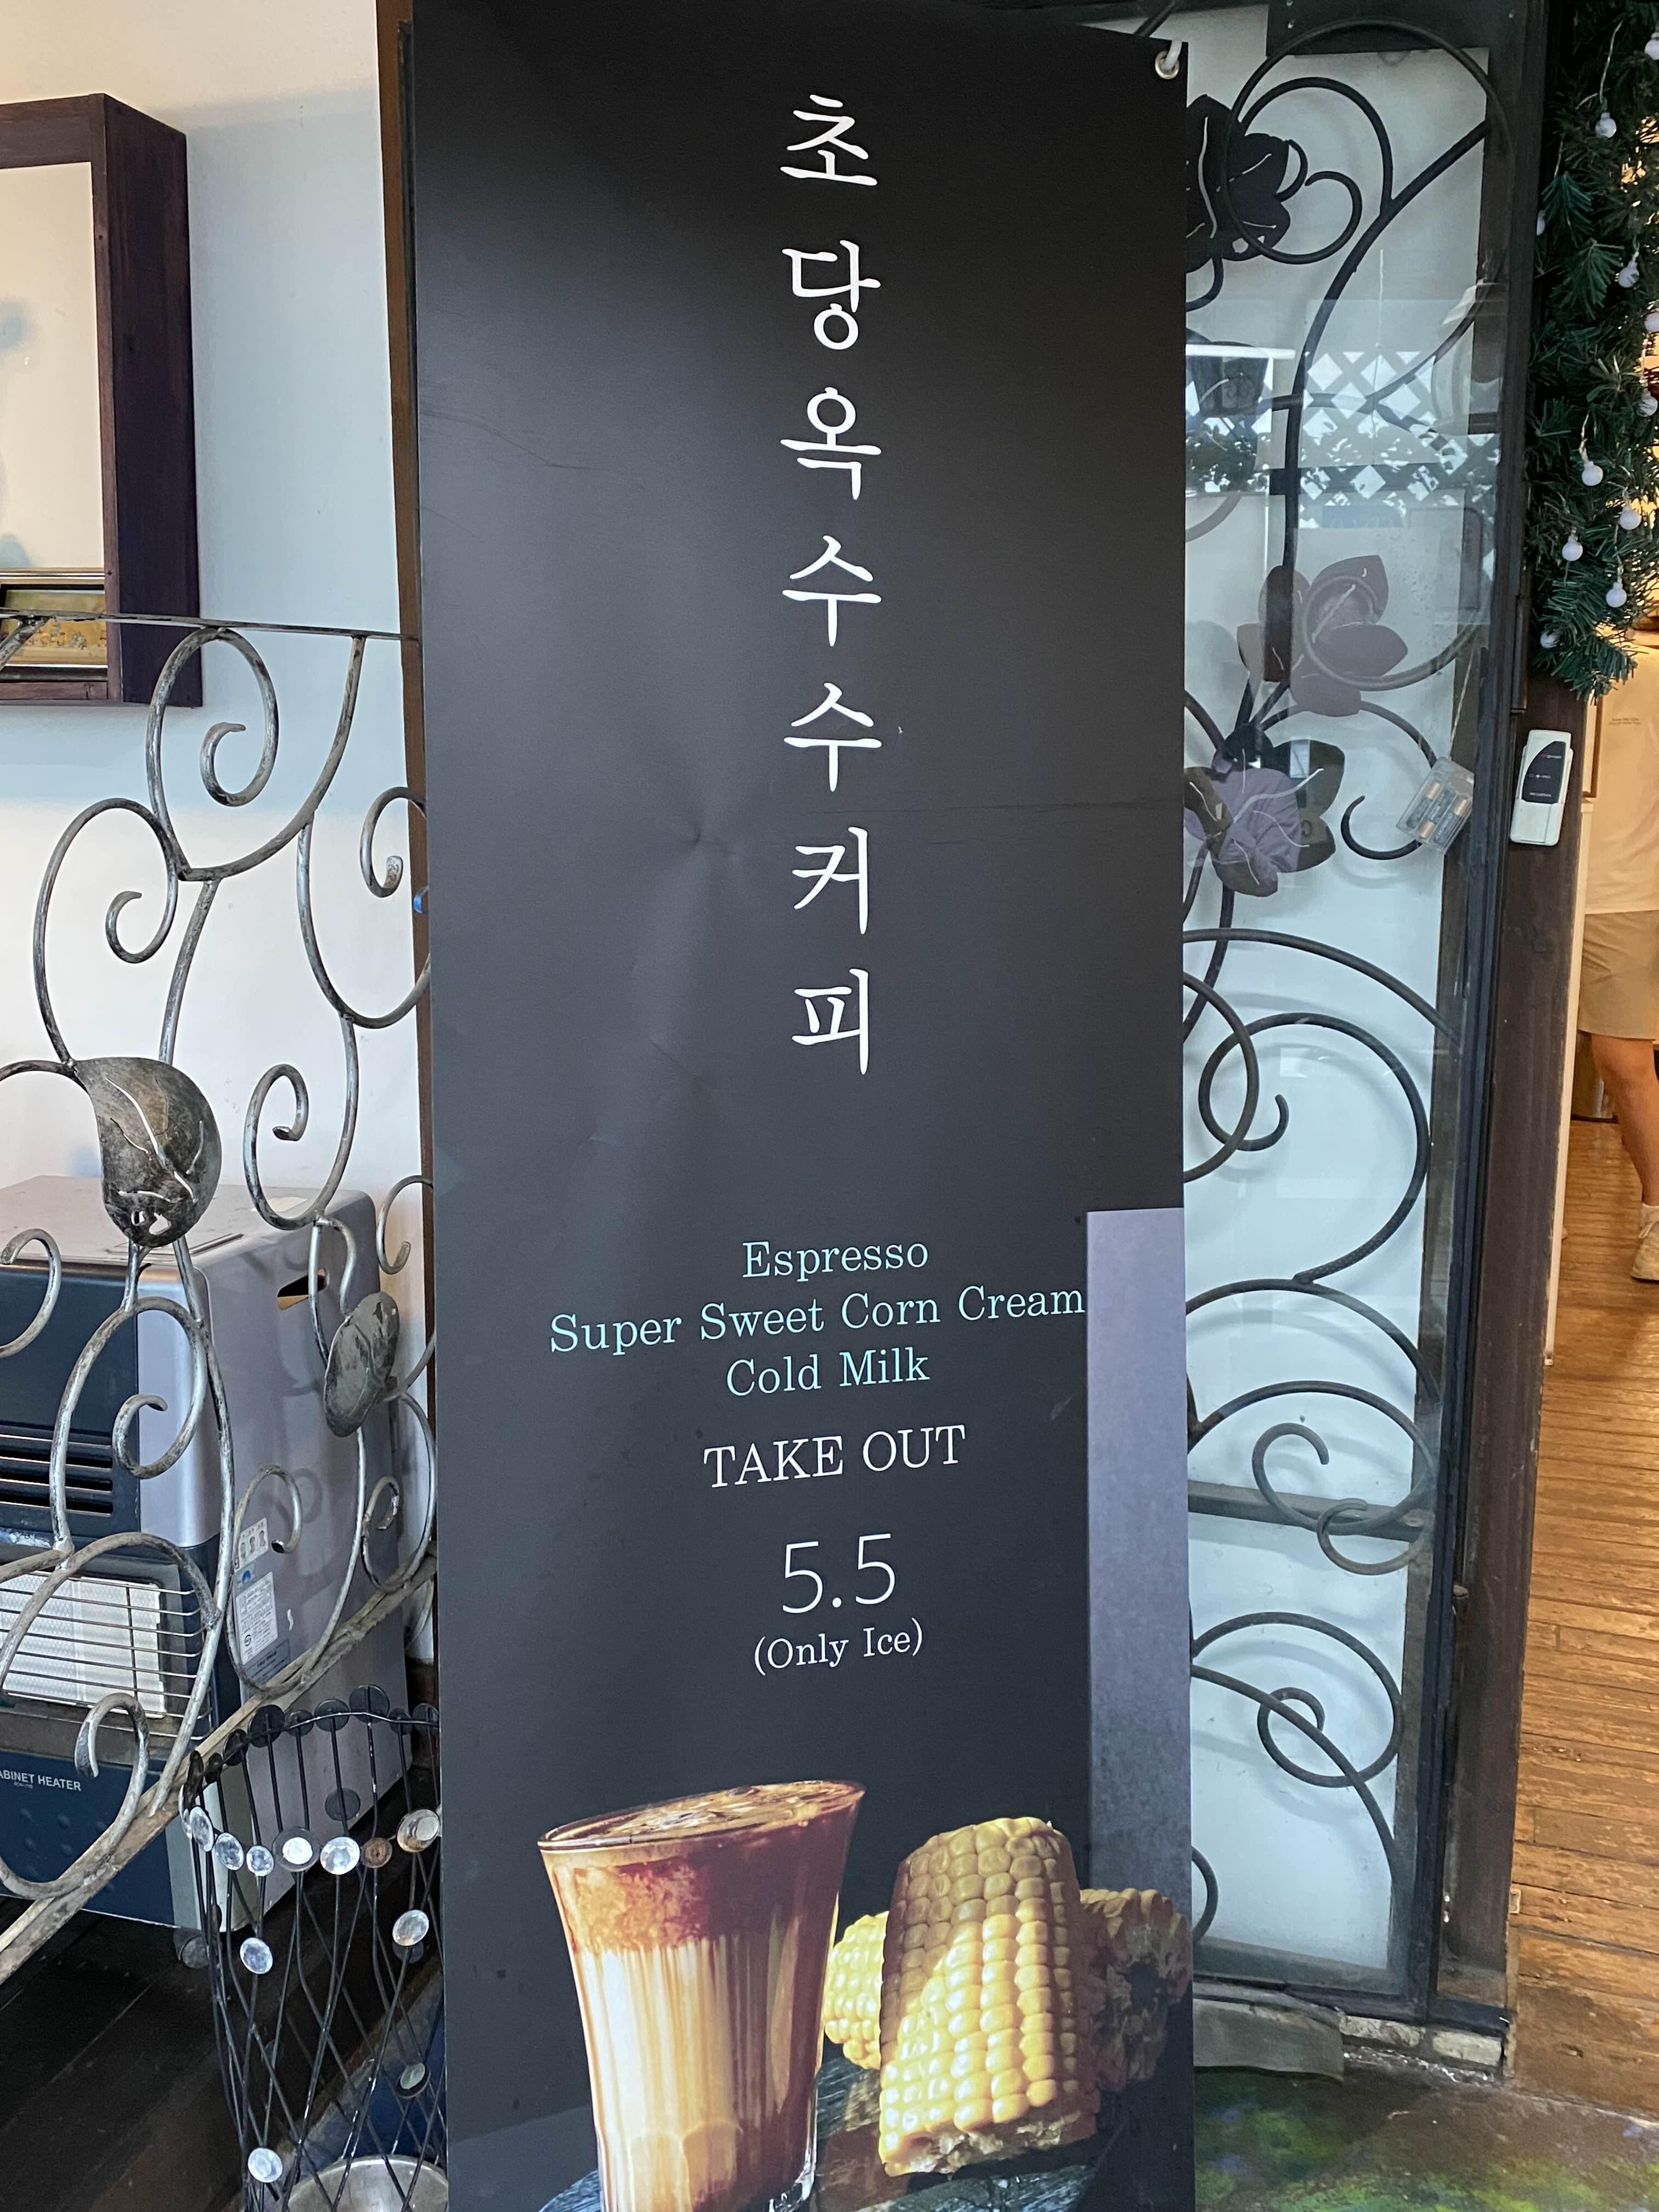 초당옥수수커피
Espresso
Super Sweet Corn Cream
Cold Milk
TAKE OUT
5.5
(Only Ice)
ABINET HEATER